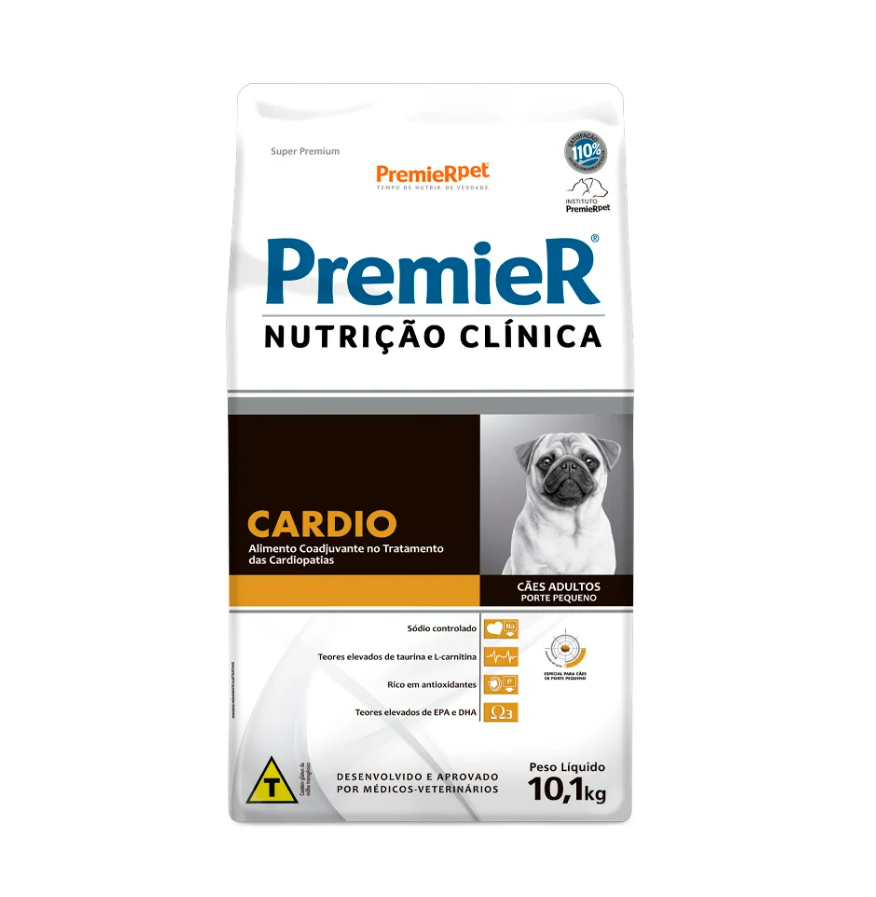 Super Premium
PremieRpet®
TEMPO DE NUTRIR. DE VERDADE.
SATISFAÇÃO
110%
INSTITUTO
PremieRpet
PremieR®
NUTRIÇÃO CLÍNICA
CARDIO
Alimento Coadjuvante no Tratamento
das Cardiopatias
CÃES ADULTOS
PORTE PEQUENO
Sódio controlado
Na
Teores elevados de taurina e L-carnitina
Rico em antioxidantes
P
Teores elevados de EPA e DHA
Ω3
ESPECIAL PARA CÃES
DE PORTE PEQUENO
T
DESENVOLVIDO E APROVADO
POR MÉDICOS-VETERINÁRIOS
Peso Líquido
10,1kg